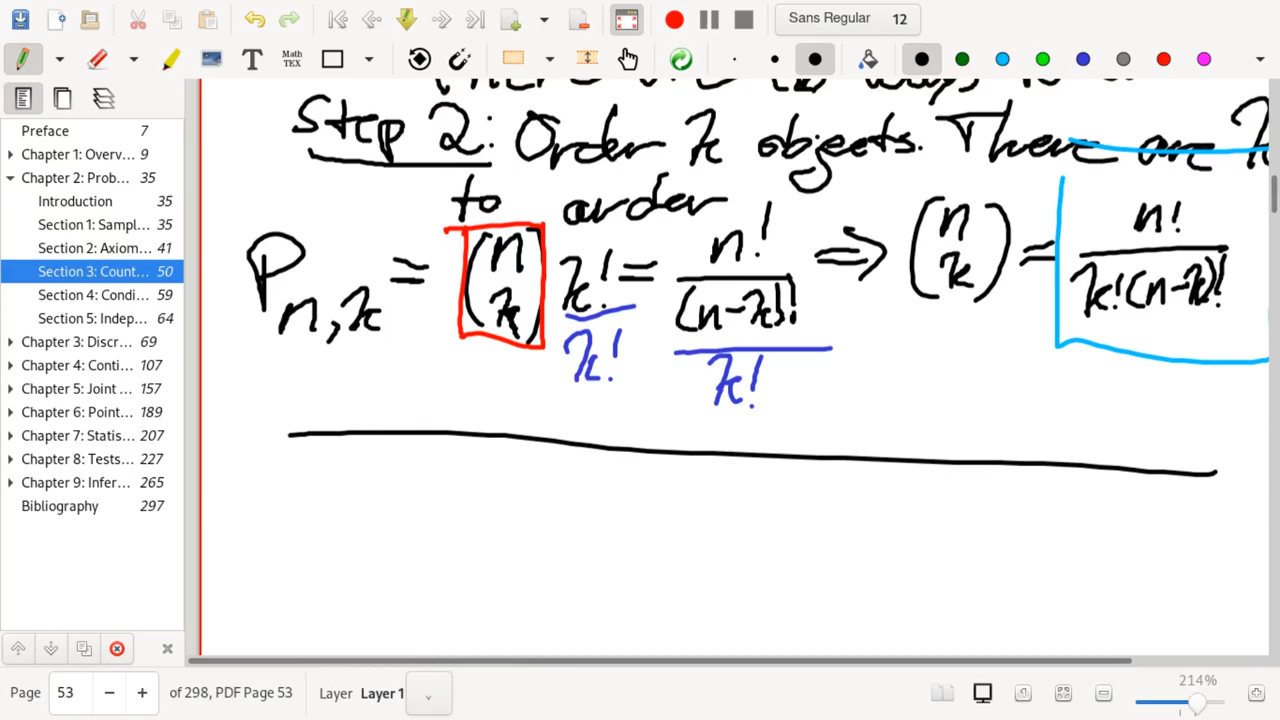 Sans Regular 12
T
Math
TEX
Preface 7
Chapter 1: Overv... 9
Chapter 2: Prob... 35
Introduction 35
Section 1: Sampl... 35
Section 2: Axiom... 41
Section 3: Count... 50
Section 4: Condi... 59
Section 5: Indep... 64
Chapter 3: Discr... 69
Chapter 4: Conti... 107
Chapter 5: Joint ... 157
Chapter 6: Point... 189
Chapter 7: Statis... 207
Chapter 8: Tests... 227
Chapter 9: Infer... 265
Bibliography 297
Step 2: Order k objects. There are
to order
P_{n,k} = (n k) k! = n!/(n-k)! ⇒ (n k) = n!/k!(n-k)!
k! k!
Page 53 of 298, PDF Page 53 Layer Layer 1 214%